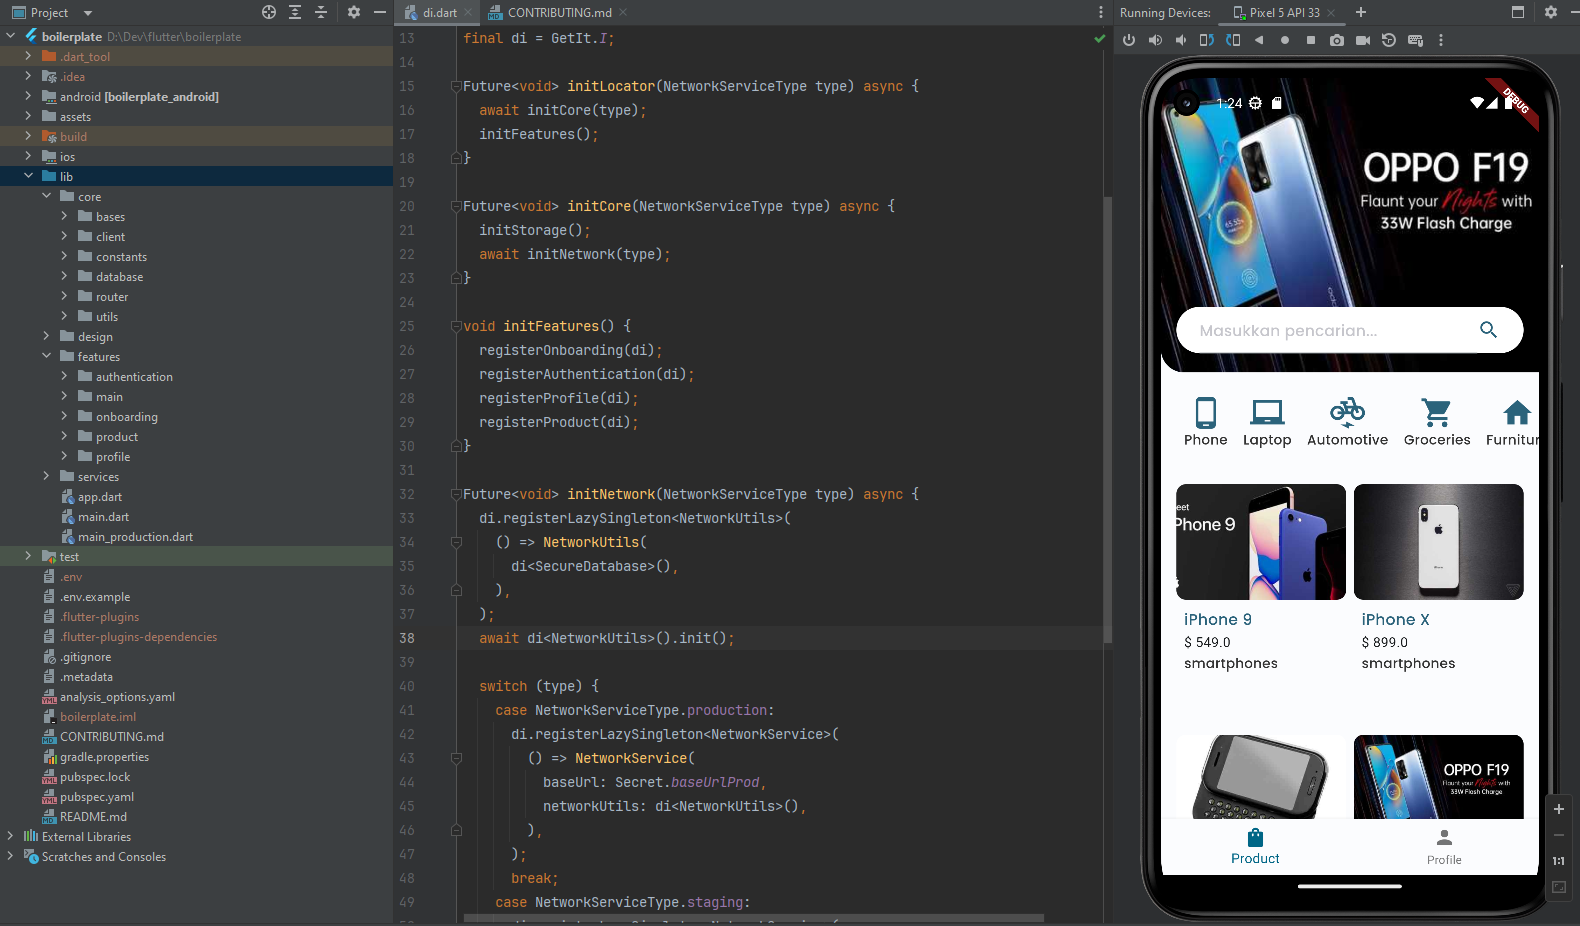 Project
boilerplate D:\Dev\flutter\boilerplate
.dart_tool
.idea
android [boilerplate_android]
assets
build
ios
lib
core
bases
client
constants
database
router
utils
design
features
authentication
main
onboarding
product
profile
services
app.dart
main.dart
main_production.dart
test
.env
.env.example
.flutter-plugins
.flutter-plugins-dependencies
.gitignore
.metadata
analysis_options.yaml
boilerplate.iml
CONTRIBUTING.md
gradle.properties
pubspec.lock
pubspec.yaml
README.md
External Libraries
Scratches and Consoles
di.dart
CONTRIBUTING.md
13 final di = GetIt.I;
14
15 Future<void> initLocator(NetworkServiceType type) async {
16 await initCore(type);
17 initFeatures();
18 }
19
20 Future<void> initCore(NetworkServiceType type) async {
21 initStorage();
22 await initNetwork(type);
23 }
24
25 void initFeatures() {
26 registerOnboarding(di);
27 registerAuthentication(di);
28 registerProfile(di);
29 registerProduct(di);
30 }
31
32 Future<void> initNetwork(NetworkServiceType type) async {
33 di.registerLazySingleton<NetworkUtils>(
34 () => NetworkUtils(
35 di<SecureDatabase>(),
36 ),
37 );
38 await di<NetworkUtils>().init();
39
40 switch (type) {
41 case NetworkServiceType.production:
42 di.registerLazySingleton<NetworkService>(
43 () => NetworkService(
44 baseUrl: Secret.baseUrlProd,
45 networkUtils: di<NetworkUtils>(),
46 ),
47 );
48 break;
49 case NetworkServiceType.staging:
Running Devices:
Pixel 5 API 33
1:24
DEBUG
OPPO F19
Flaunt your Nights with
33W Flash Charge
Masukkan pencarian...
Phone
Laptop
Automotive
Groceries
Furnitur
eet
Phone 9
iPhone 9
$ 549.0
smartphones
iPhone X
$ 899.0
smartphones
OPPO F19
Flaunt your Nights with
33W Flash Charge
Product
Profile
1:1